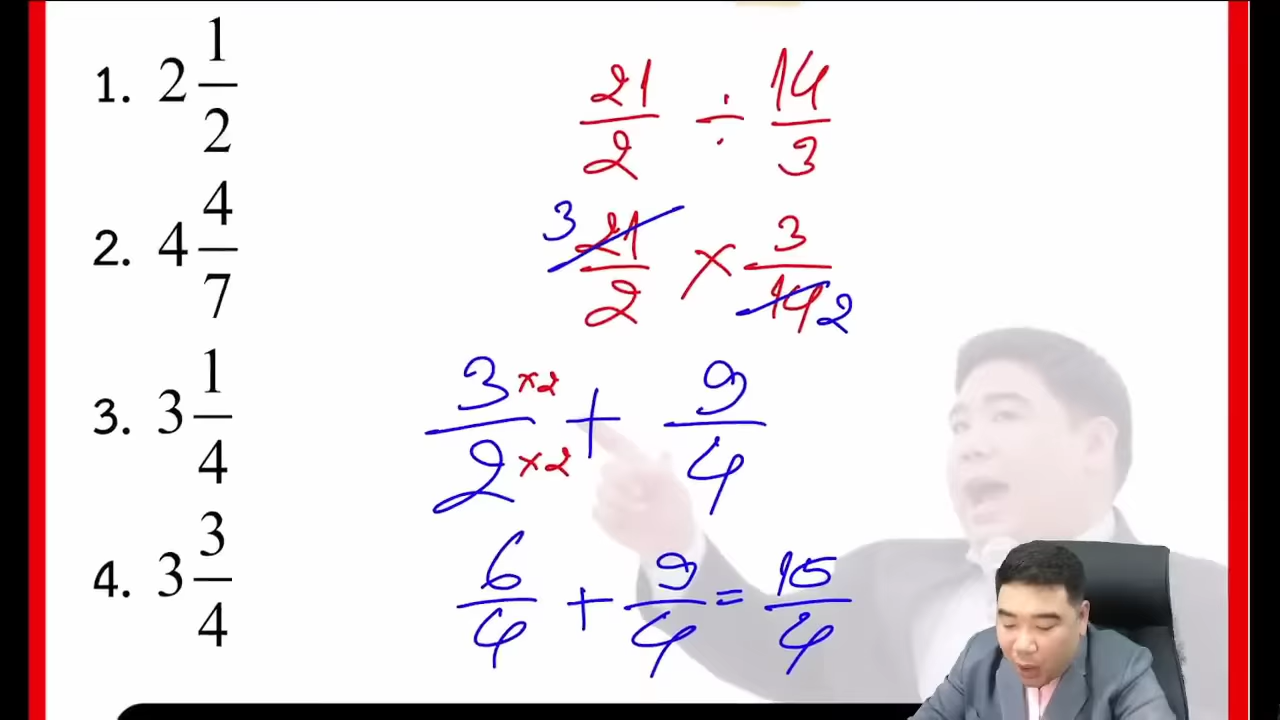 1. 2 1/2
2. 4 4/7
3. 3 1/4
4. 3 3/4
21/2 ÷ 14/3
3 21/2 × 3/14 2
3×2/2×2 + 9/4
6/4 + 9/4 = 15/4